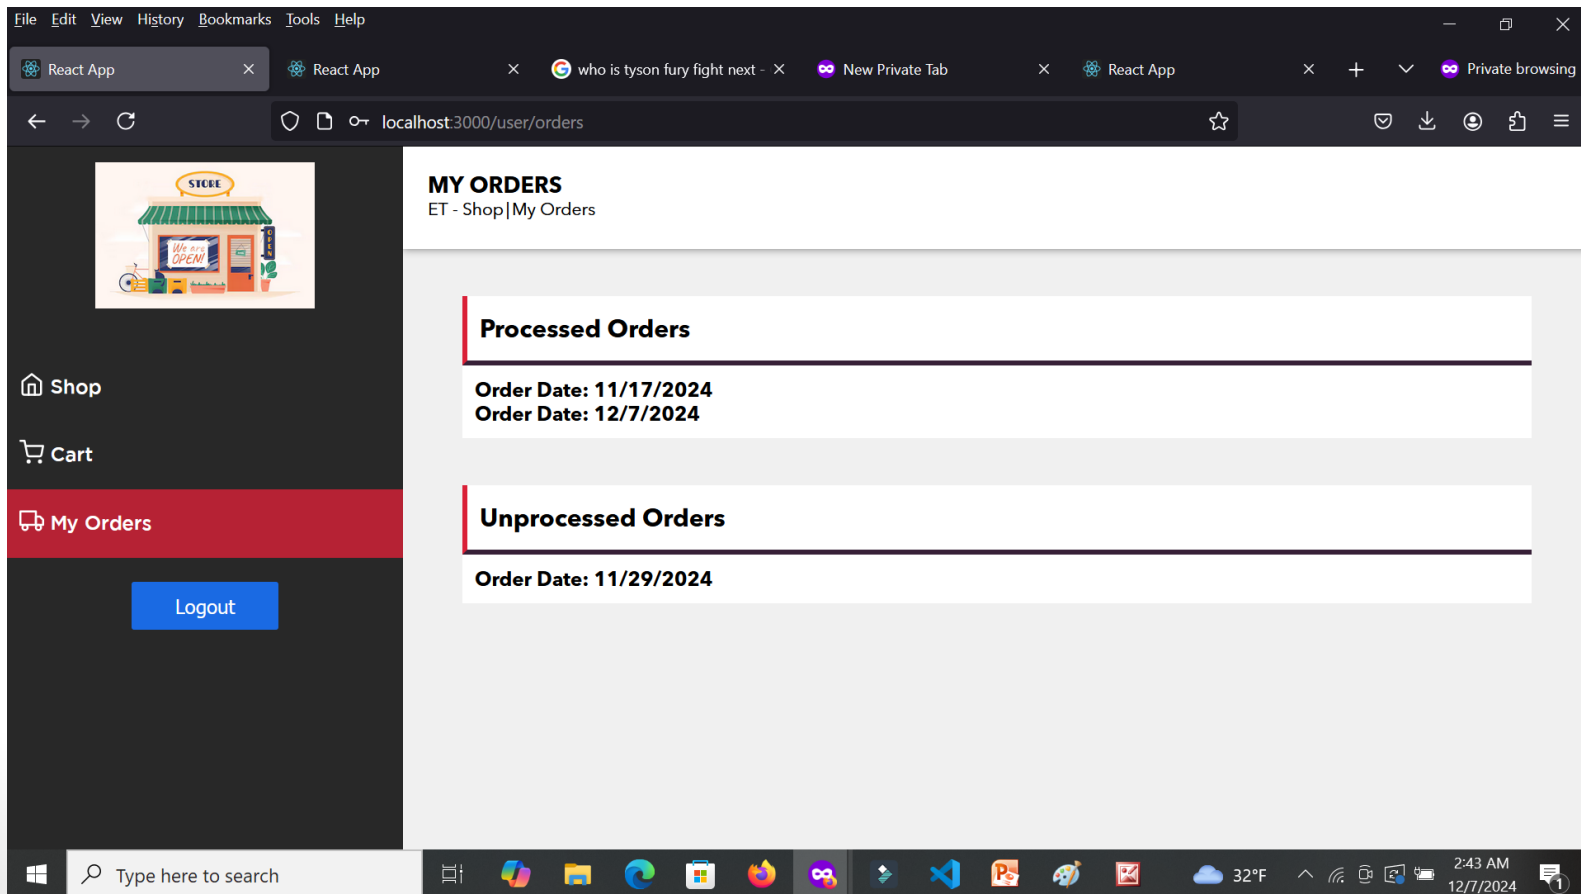 File Edit View History Bookmarks Tools Help
React App
React App
who is tyson fury fight next -
New Private Tab
React App
Private browsing
localhost:3000/user/orders
STORE
We are
OPEN!
OPEN
MY ORDERS
ET - Shop|My Orders
Shop
Cart
My Orders
Logout
Processed Orders
Order Date: 11/17/2024
Order Date: 12/7/2024
Unprocessed Orders
Order Date: 11/29/2024
Type here to search
32°F
2:43 AM
12/7/2024
1